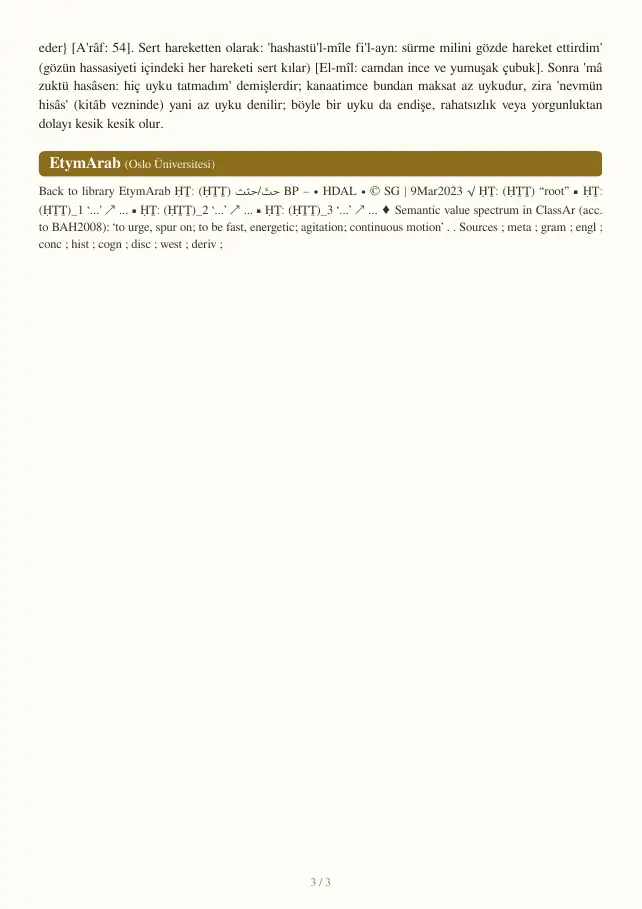 eder} [A'râf: 54]. Sert hareketten olarak: 'hashastü'l-mîle fi'l-ayn: sürme milini gözde hareket ettirdim'
(gözün hassasiyeti içindeki her hareketi sert kılar) [El-mîl: camdan ince ve yumuşak çubuk]. Sonra 'mâ
zuktü hasâsen: hiç uyku tatmadım' demişlerdir; kanaatimce bundan maksat az uykudur, zira 'nevmün
hisâs' (kitâb vezninde) yani az uyku denilir; böyle bir uyku da endişe, rahatsızlık veya yorgunluktan
dolayı kesik kesik olur.
EtymArab (Oslo Üniversitesi)
Back to library EtymArab ḤṮ: (ḤṮṮ) حثّ/حثث BP – • HDAL • © SG | 9Mar2023 √ ḤṮ: (ḤṮṮ) “root” ▪ ḤṮ:
(ḤṮṮ)_1 ‘...’ ↗ ... ▪ ḤṮ: (ḤṮṮ)_2 ‘...’ ↗ ... ▪ ḤṮ: (ḤṮṮ)_3 ‘...’ ↗ ... ♦ Semantic value spectrum in ClassAr (acc.
to BAH2008): ‘to urge, spur on; to be fast, energetic; agitation; continuous motion’ . . Sources ; meta ; gram ; engl ;
conc ; hist ; cogn ; disc ; west ; deriv ;
3 / 3